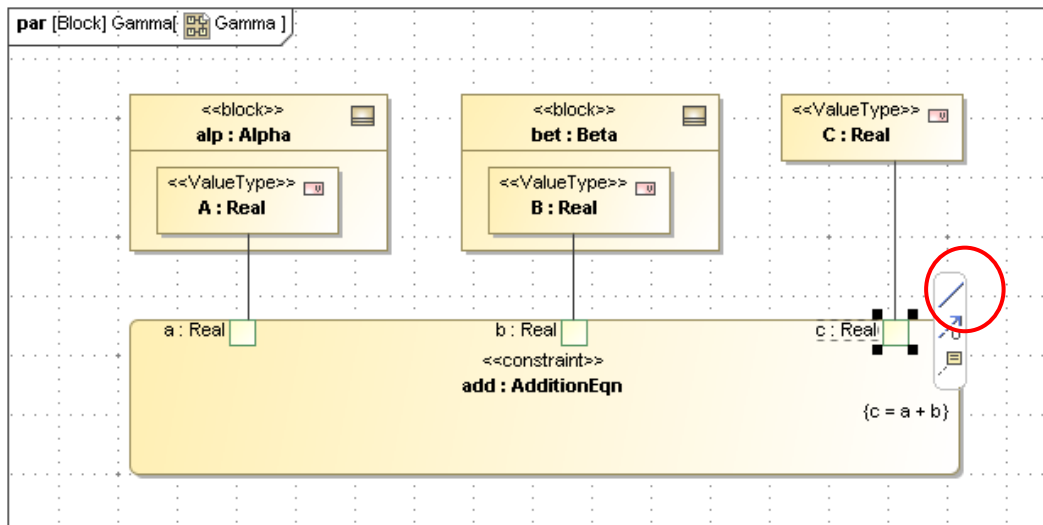 par [Block] Gamma[ Gamma ]
<<block>>
alp : Alpha
<<ValueType>>
A : Real
<<block>>
bet : Beta
<<ValueType>>
B : Real
<<ValueType>>
C : Real
a : Real
b : Real
c : Real
<<constraint>>
add : AdditionEqn
{c = a + b}